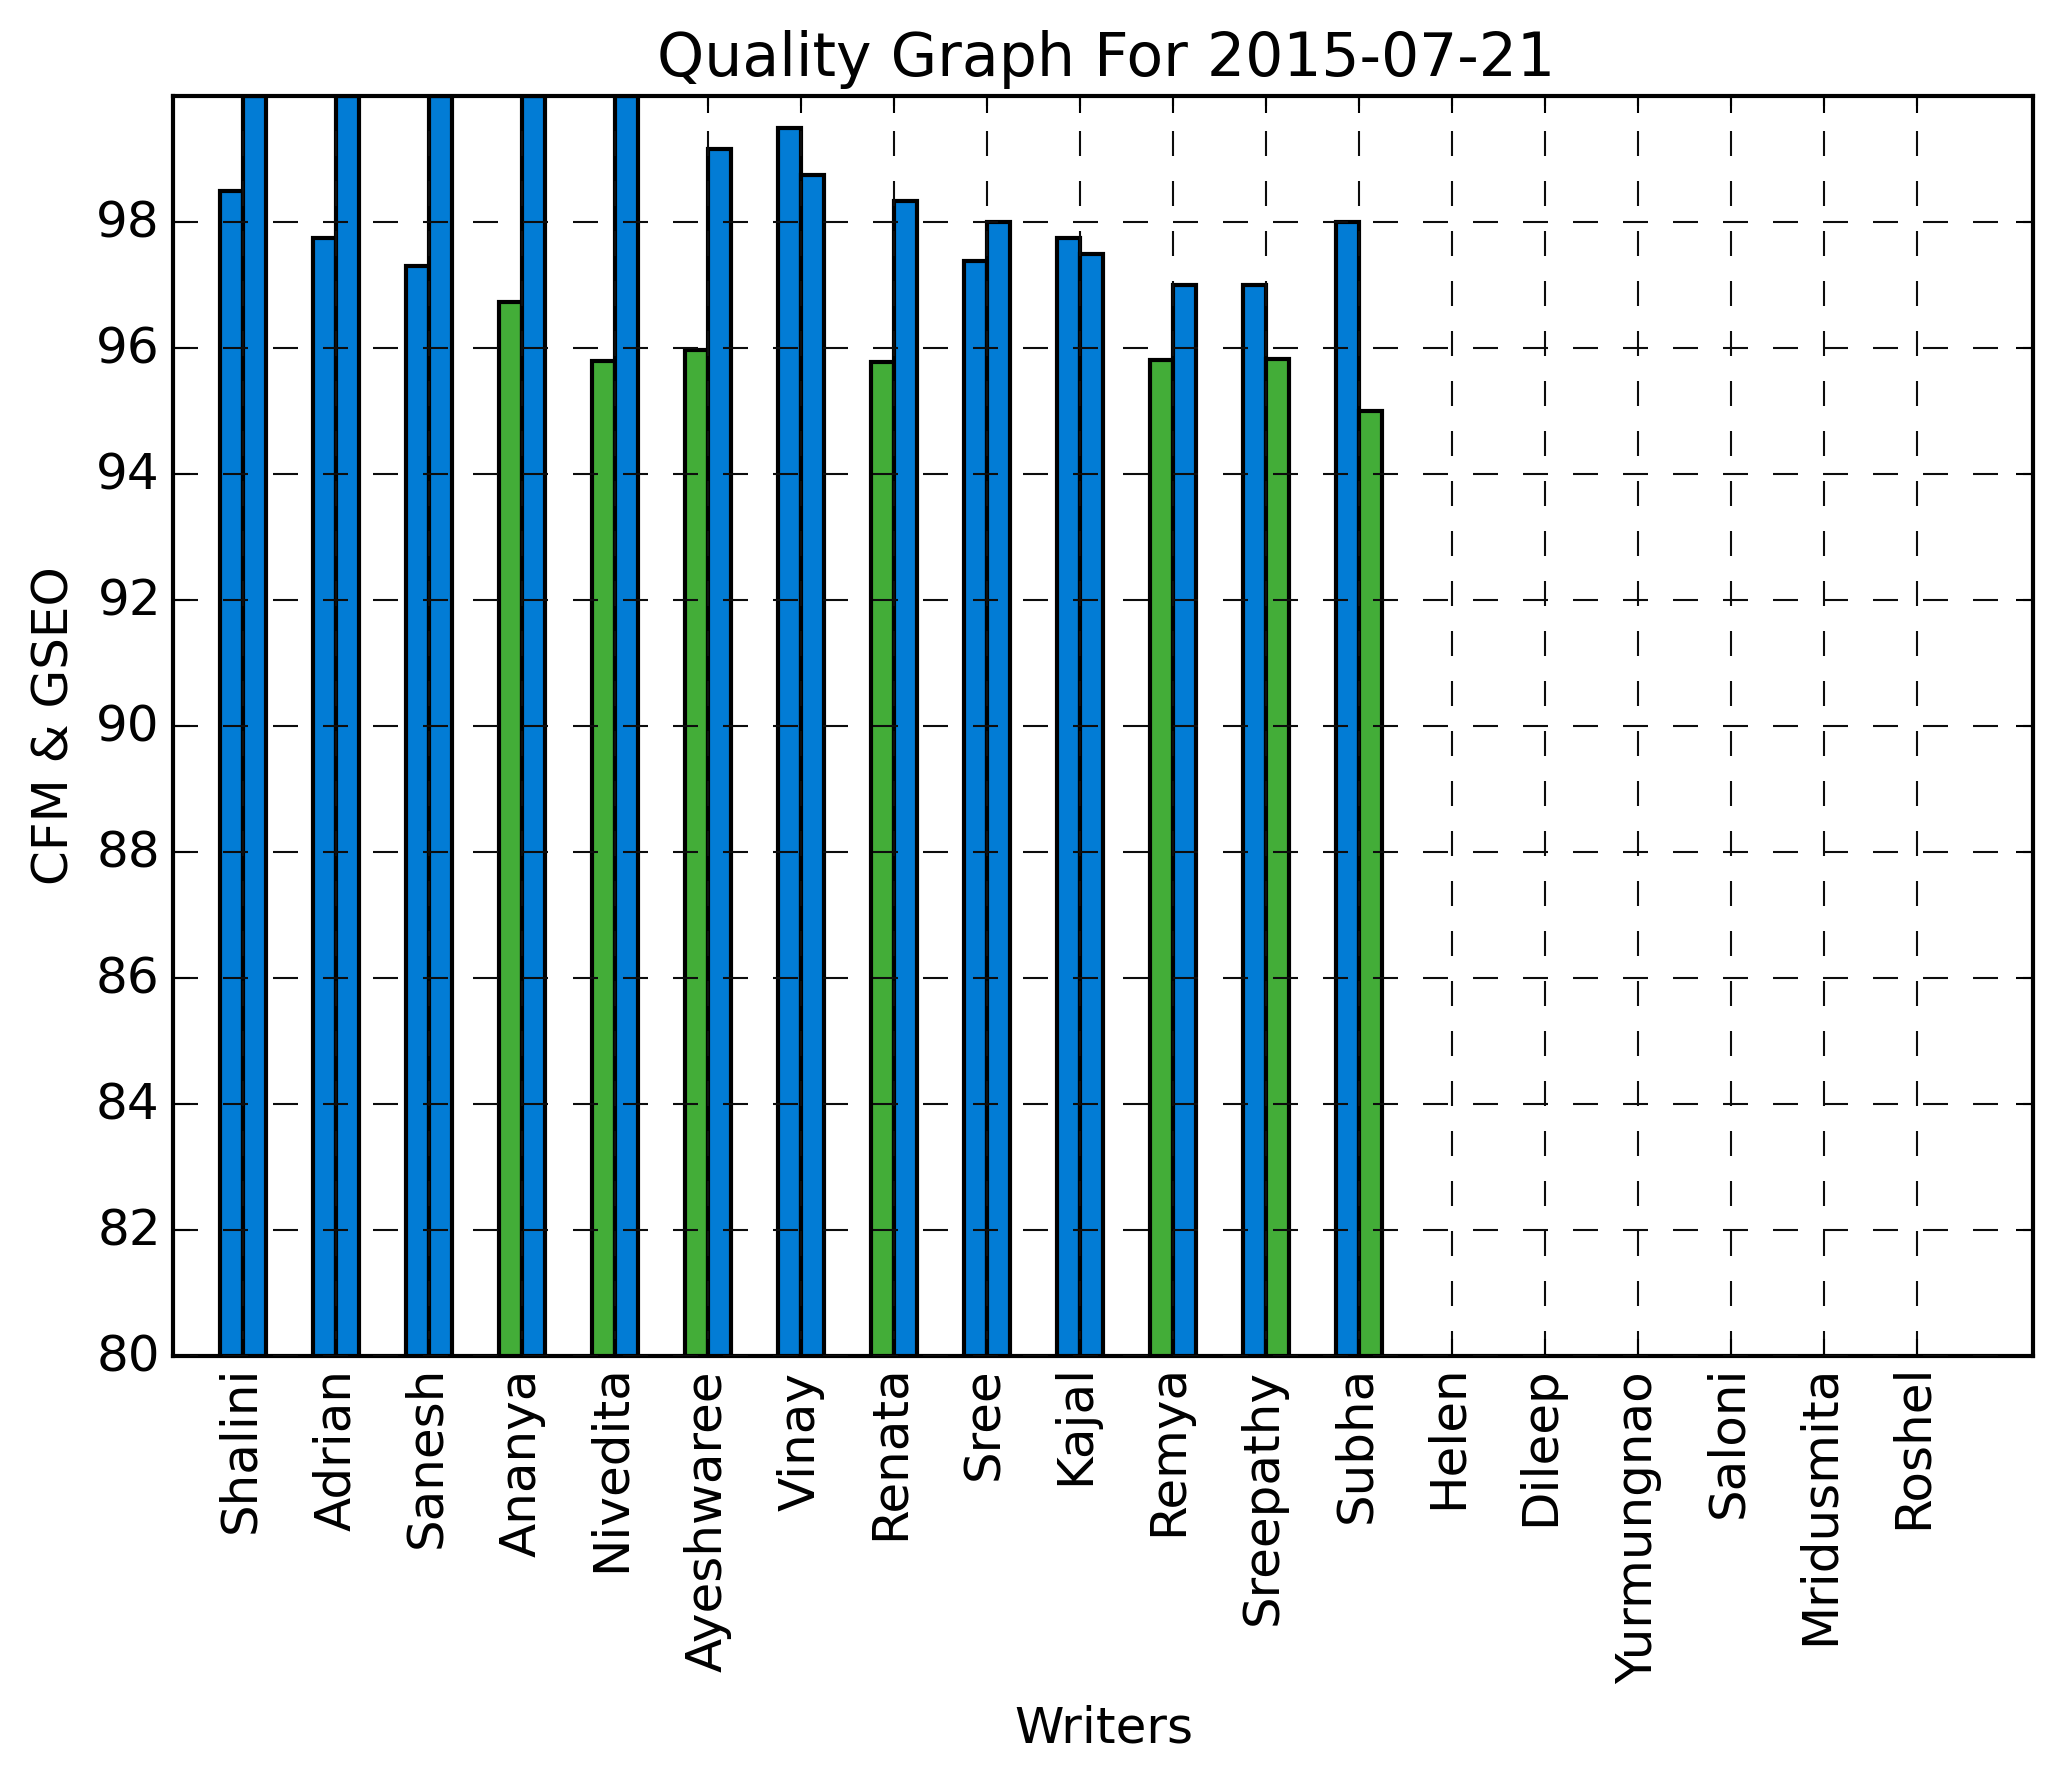 Quality Graph For 2015-07-21
98
96
94
92
90
88
86
84
82
80
CFM & GSEO
Shalini
Adrian
Sanesh
Ananya
Nivedita
Ayeshwaree
Vinay
Renata
Sree
Kajal
Remya
Sreepathy
Subha
Helen
Dileep
Yurmungnao
Saloni
Mridusmita
Roshel
Writers